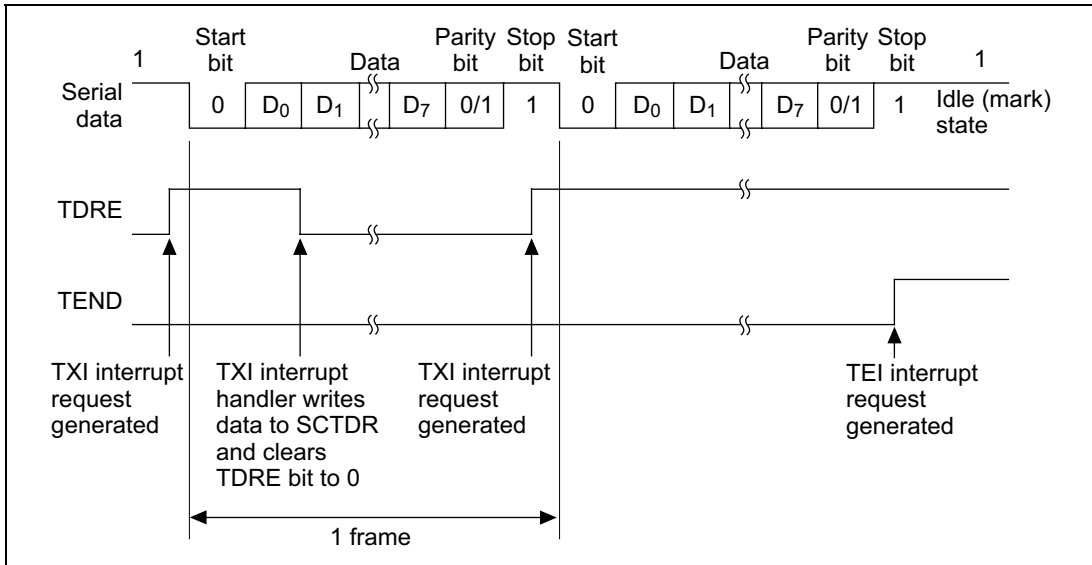 1
Start
bit
Data
Parity
bit
Stop
bit
Start
bit
Data
Parity
bit
Stop
bit
1
Serial
data
0
D0
D1
D7
0/1
1
0
D0
D1
D7
0/1
1
Idle (mark)
state
TDRE
TEND
TXI interrupt
request
generated
TXI interrupt
handler writes
data to SCTDR
and clears
TDRE bit to 0
TXI interrupt
request
generated
TEI interrupt
request
generated
1 frame